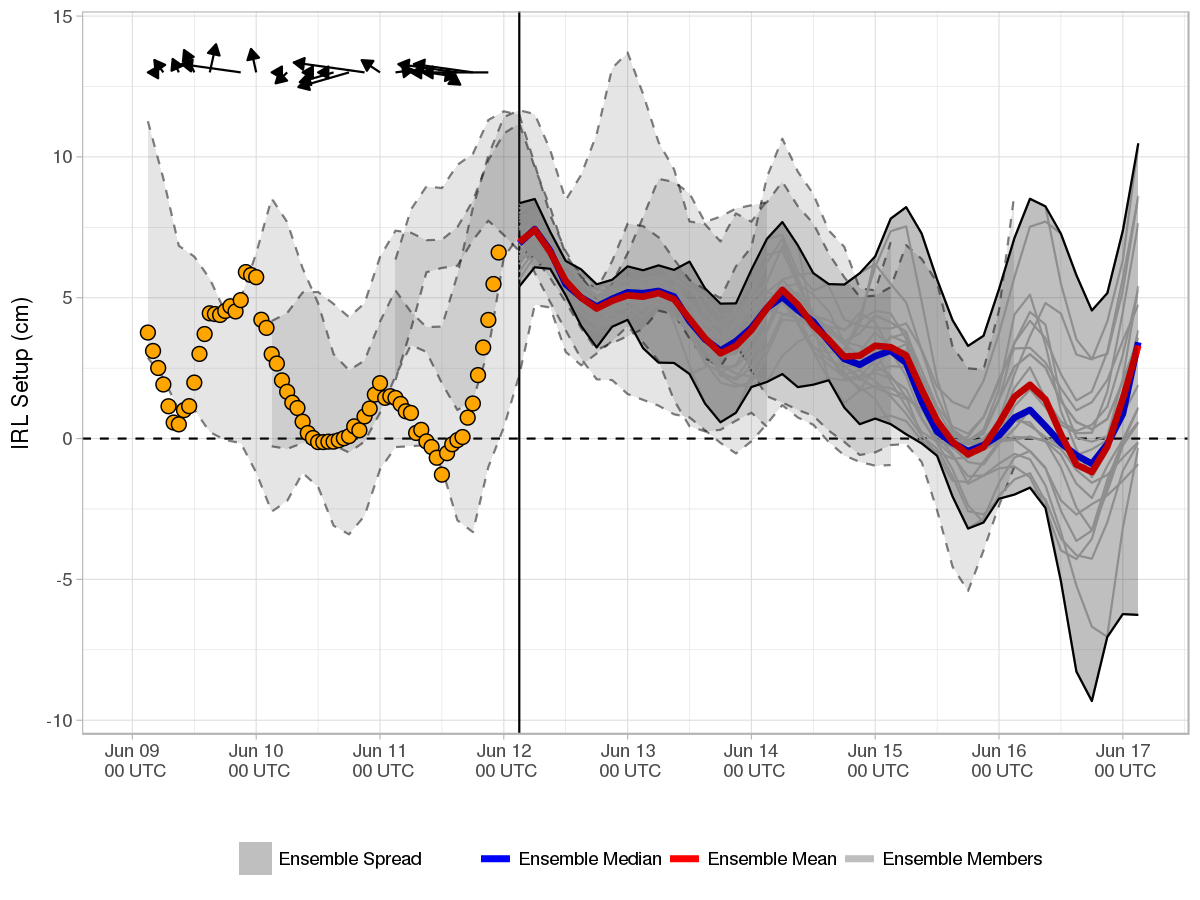 IRL Setup (cm)
15
10
5
0
-5
-10
Jun 09 Jun 10 Jun 11 Jun 12 Jun 13 Jun 14 Jun 15 Jun 16 Jun 17
00 UTC 00 UTC 00 UTC 00 UTC 00 UTC 00 UTC 00 UTC 00 UTC 00 UTC
Ensemble Spread Ensemble Median Ensemble Mean Ensemble Members